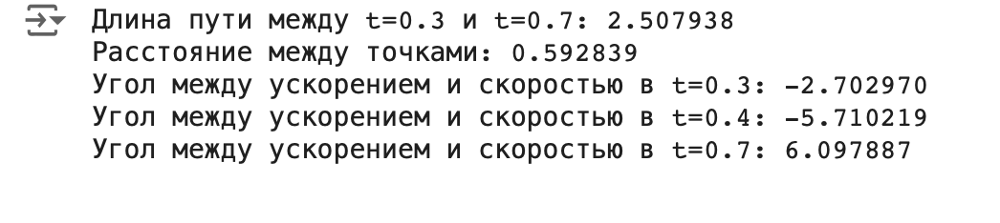 Длина пути между t=0.3 и t=0.7: 2.507938
Расстояние между точками: 0.592839
Угол между ускорением и скоростью в t=0.3: -2.702970
Угол между ускорением и скоростью в t=0.4: -5.710219
Угол между ускорением и скоростью в t=0.7: 6.097887